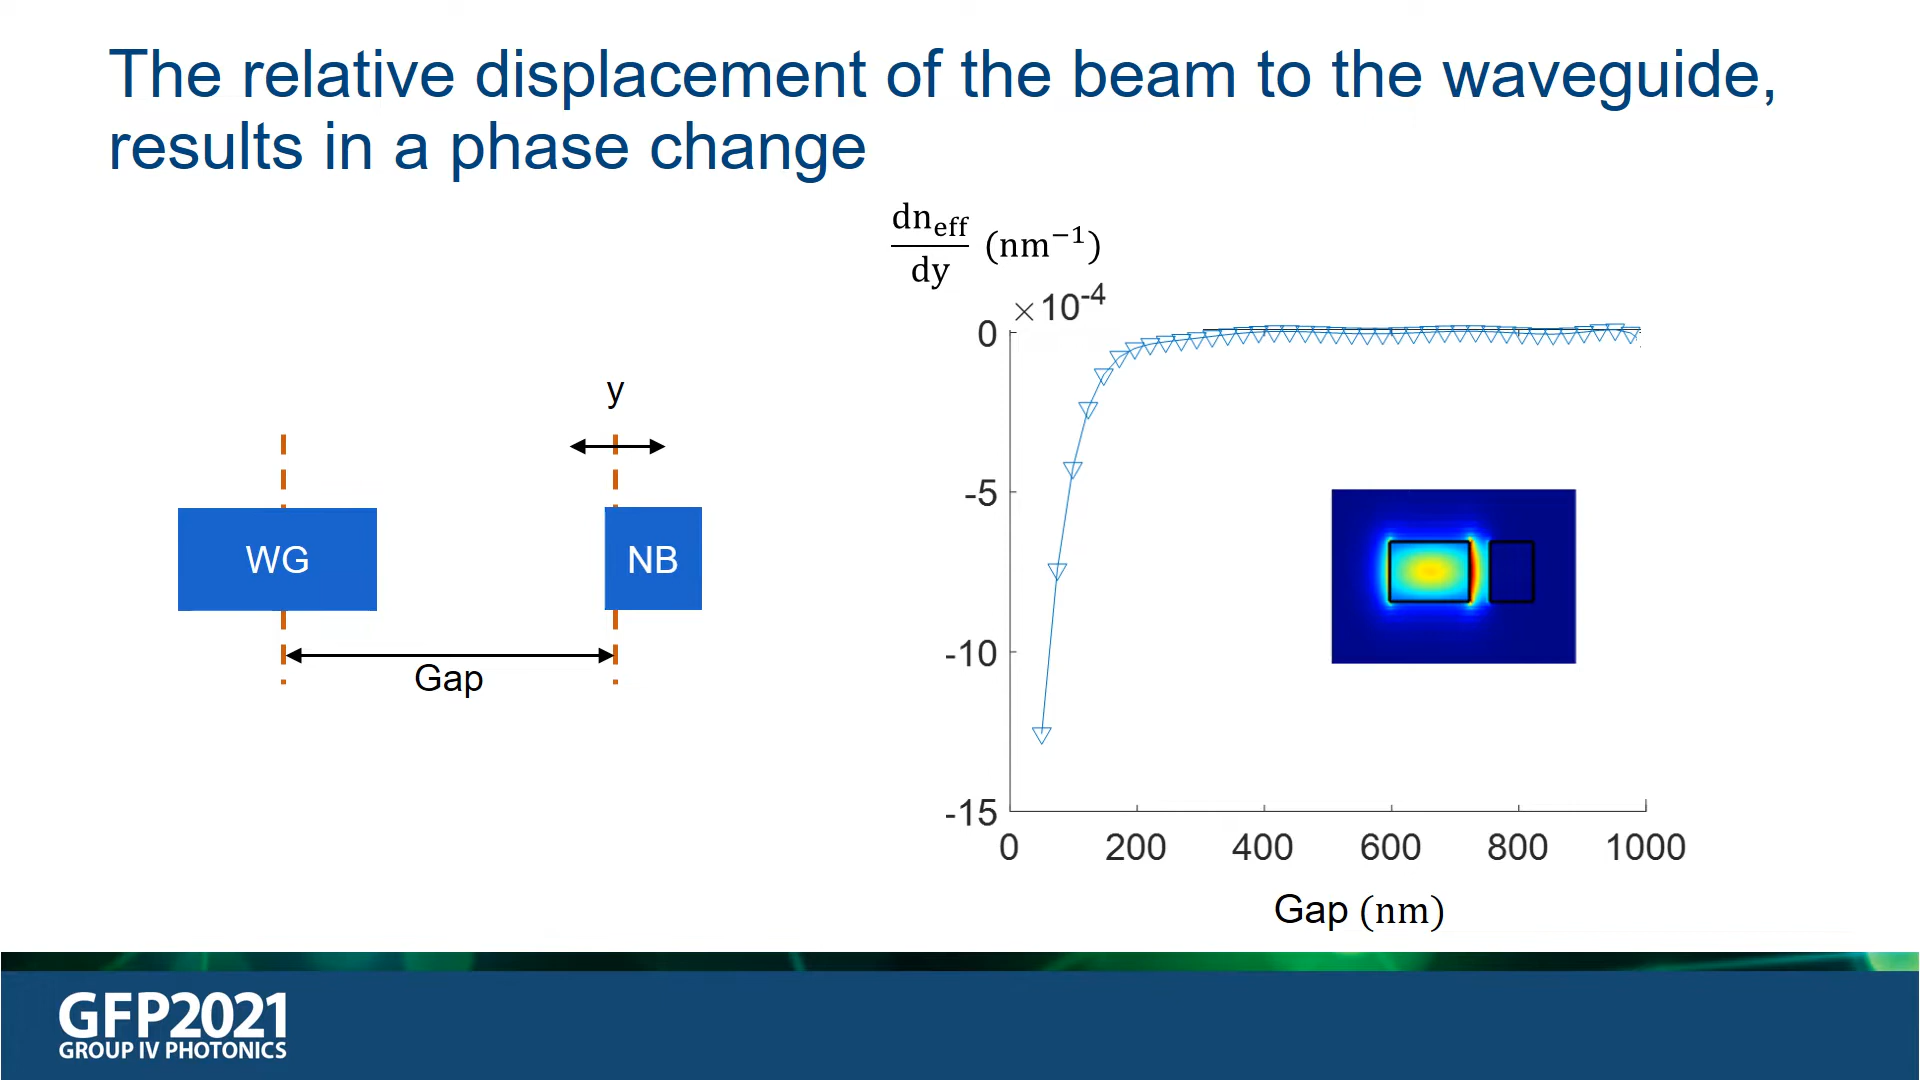 The relative displacement of the beam to the waveguide,
results in a phase change
dn_eff/dy (nm⁻¹)
×10⁻⁴
0
-5
-10
-15
0 200 400 600 800 1000
Gap (nm)
y
WG
NB
Gap
GFP2021
GROUP IV PHOTONICS